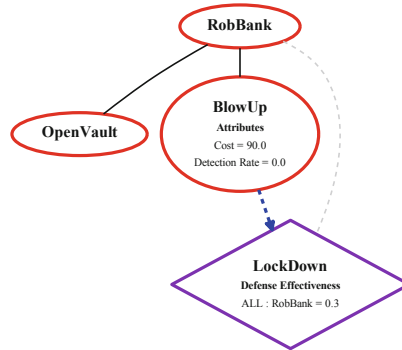 RobBank
OpenVault
BlowUp
Attributes
Cost = 90.0
Detection Rate = 0.0
LockDown
Defense Effectiveness
ALL : RobBank = 0.3